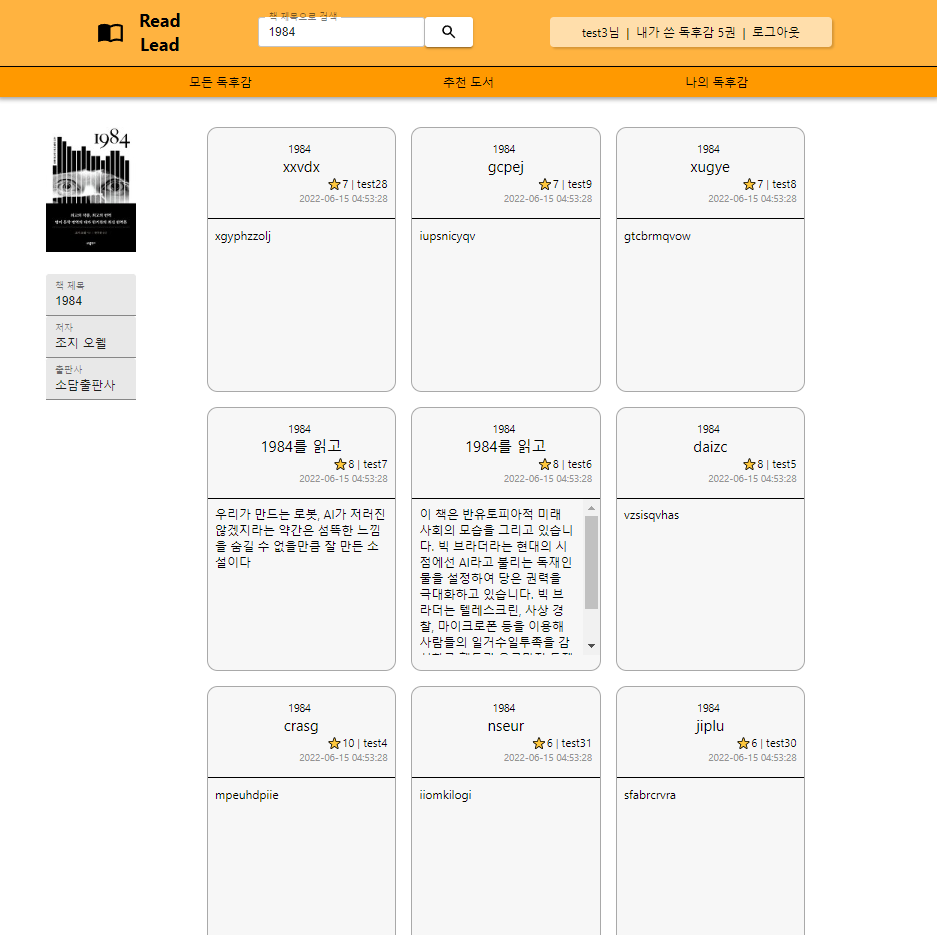 Read
Lead
책 제목으로 검색
1984
test3님 | 내가 쓴 독후감 5권 | 로그아웃
모든 독후감
추천 도서
나의 독후감
1984
책 제목
1984
저자
조지 오웰
출판사
소담출판사
1984
xxvdx
7 | test28
2022-06-15 04:53:28
xgyphzzolj
1984
gcpej
7 | test9
2022-06-15 04:53:28
iupsnicyqv
1984
xugye
7 | test8
2022-06-15 04:53:28
gtcbrmqvow
1984
1984를 읽고
8 | test7
2022-06-15 04:53:28
우리가 만드는 로봇, AI가 저러진
않겠지라는 약간은 섬뜩한 느낌
을 숨길 수 없을만큼 잘 만든 소
설이다
1984
1984를 읽고
8 | test6
2022-06-15 04:53:28
이 책은 반유토피아적 미래
사회의 모습을 그리고 있습니
다. 빅 브라더라는 현대의 시
점에선 AI라고 불리는 독재인
물을 설정하여 당은 권력을
극대화하고 있습니다. 빅 브
라더는 텔레스크린, 사상 경
찰, 마이크로폰 등을 이용해
사람들의 일거수일투족을 감
1984
daizc
8 | test5
2022-06-15 04:53:28
vzsisqvhas
1984
crasg
10 | test4
2022-06-15 04:53:28
mpeuhdpiie
1984
nseur
6 | test31
2022-06-15 04:53:28
iiomkilogi
1984
jiplu
6 | test30
2022-06-15 04:53:28
sfabrcrvra